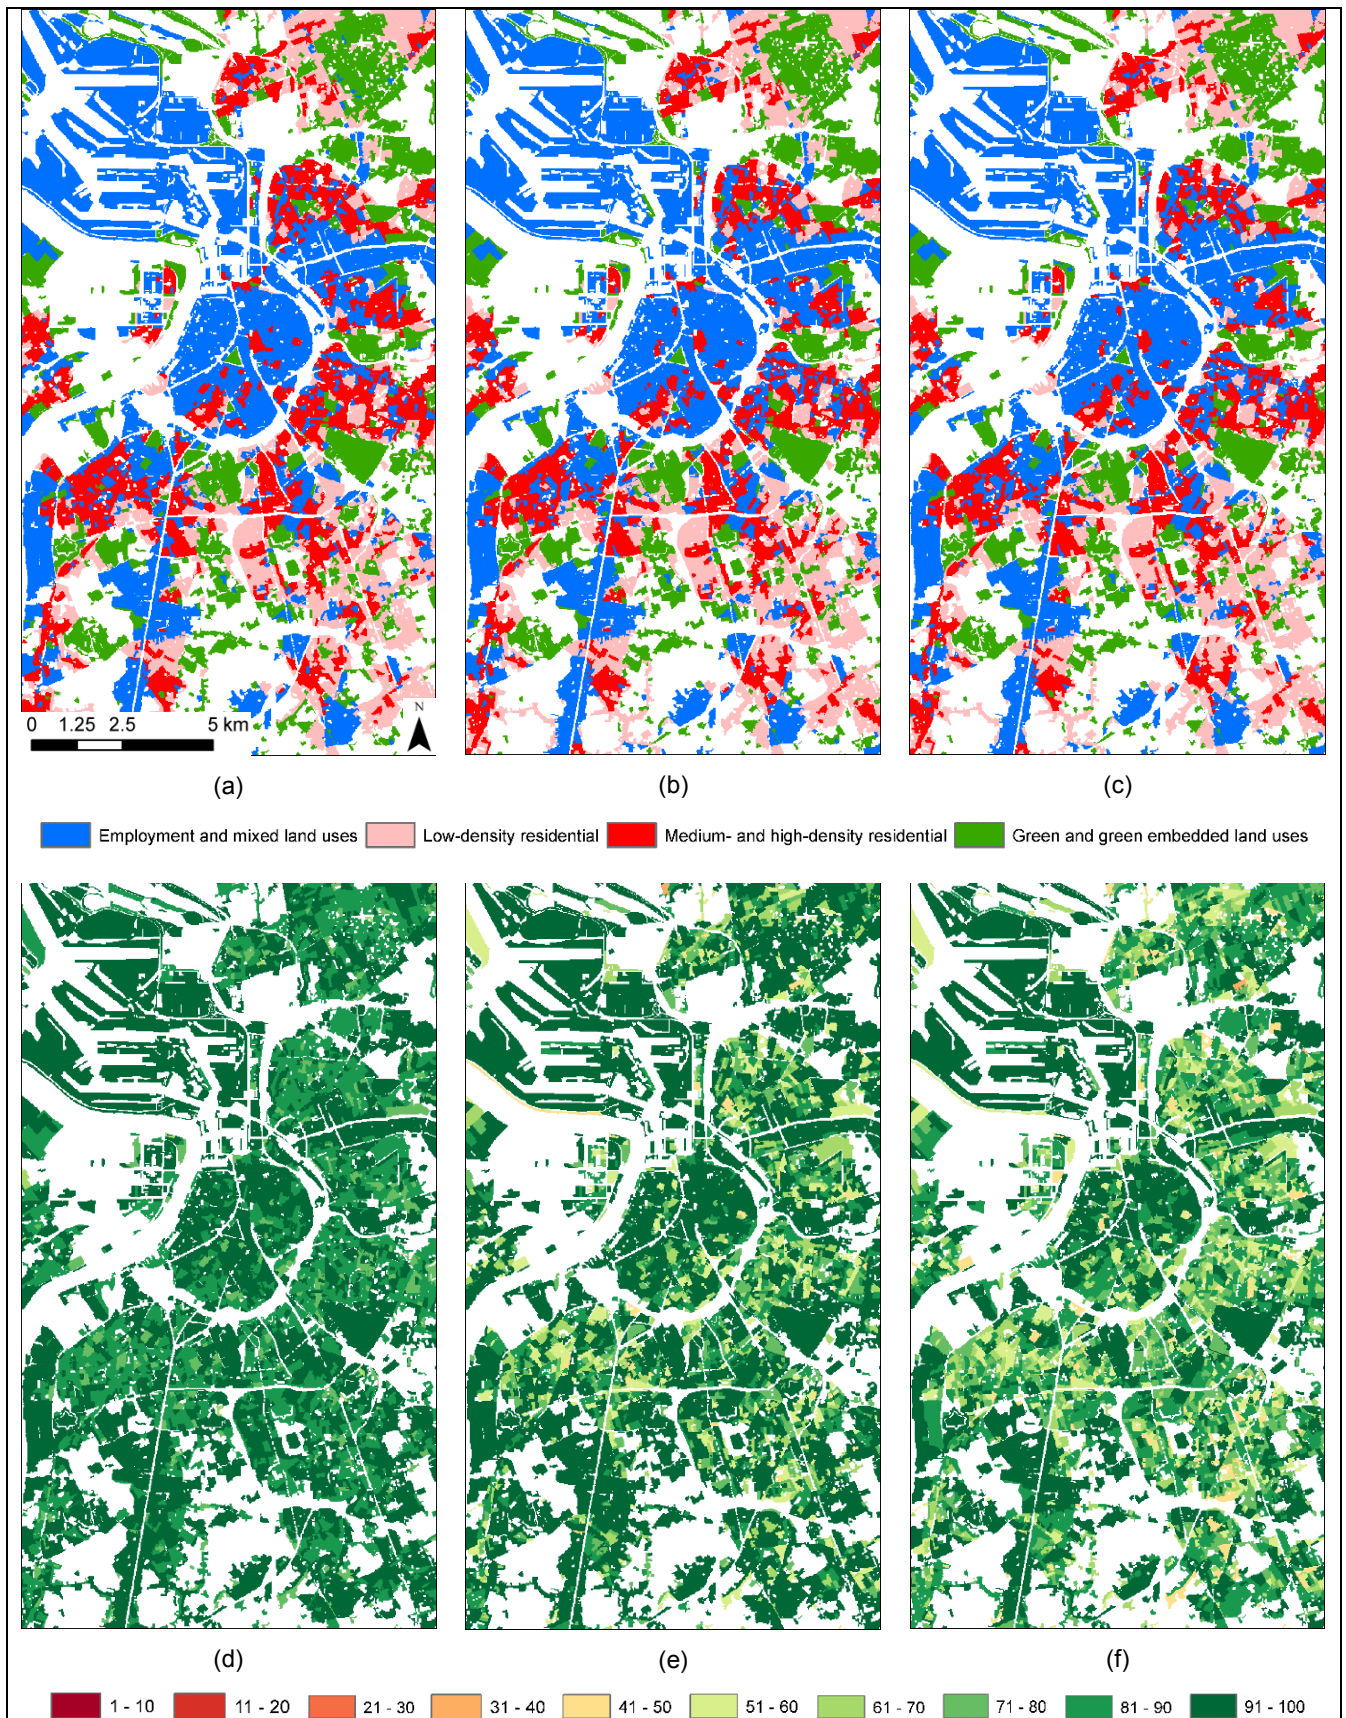 N
0 1.25 2.5 5 km
(a) (b) (c)
Employment and mixed land uses Low-density residential Medium- and high-density residential Green and green embedded land uses
(d) (e) (f)
1 - 10 11 - 20 21 - 30 31 - 40 41 - 50 51 - 60 61 - 70 71 - 80 81 - 90 91 - 100